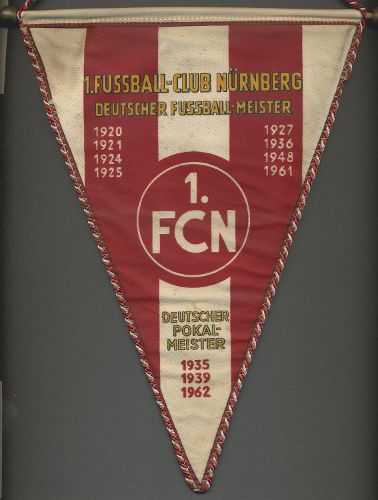 1. FUSSBALL-CLUB NÜRNBERG
DEUTSCHER FUSSBALL-MEISTER
1920
1921
1924
1925
1927
1936
1948
1961
1.
FCN
DEUTSCHER
POKAL-
MEISTER
1935
1939
1962